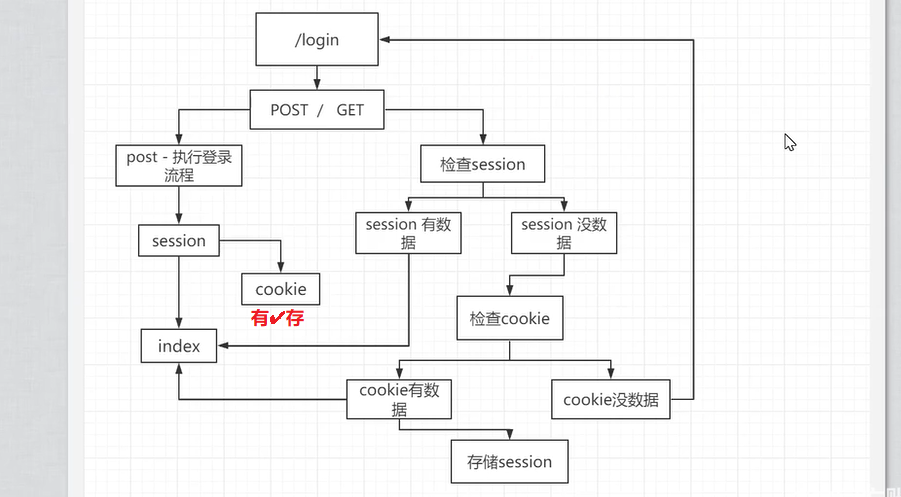 /login
POST / GET
post - 执行登录
流程
检查session
session 有数
据
session 没数
据
session
cookie
有✔存
检查cookie
index
cookie有数
据
cookie没数据
存储session